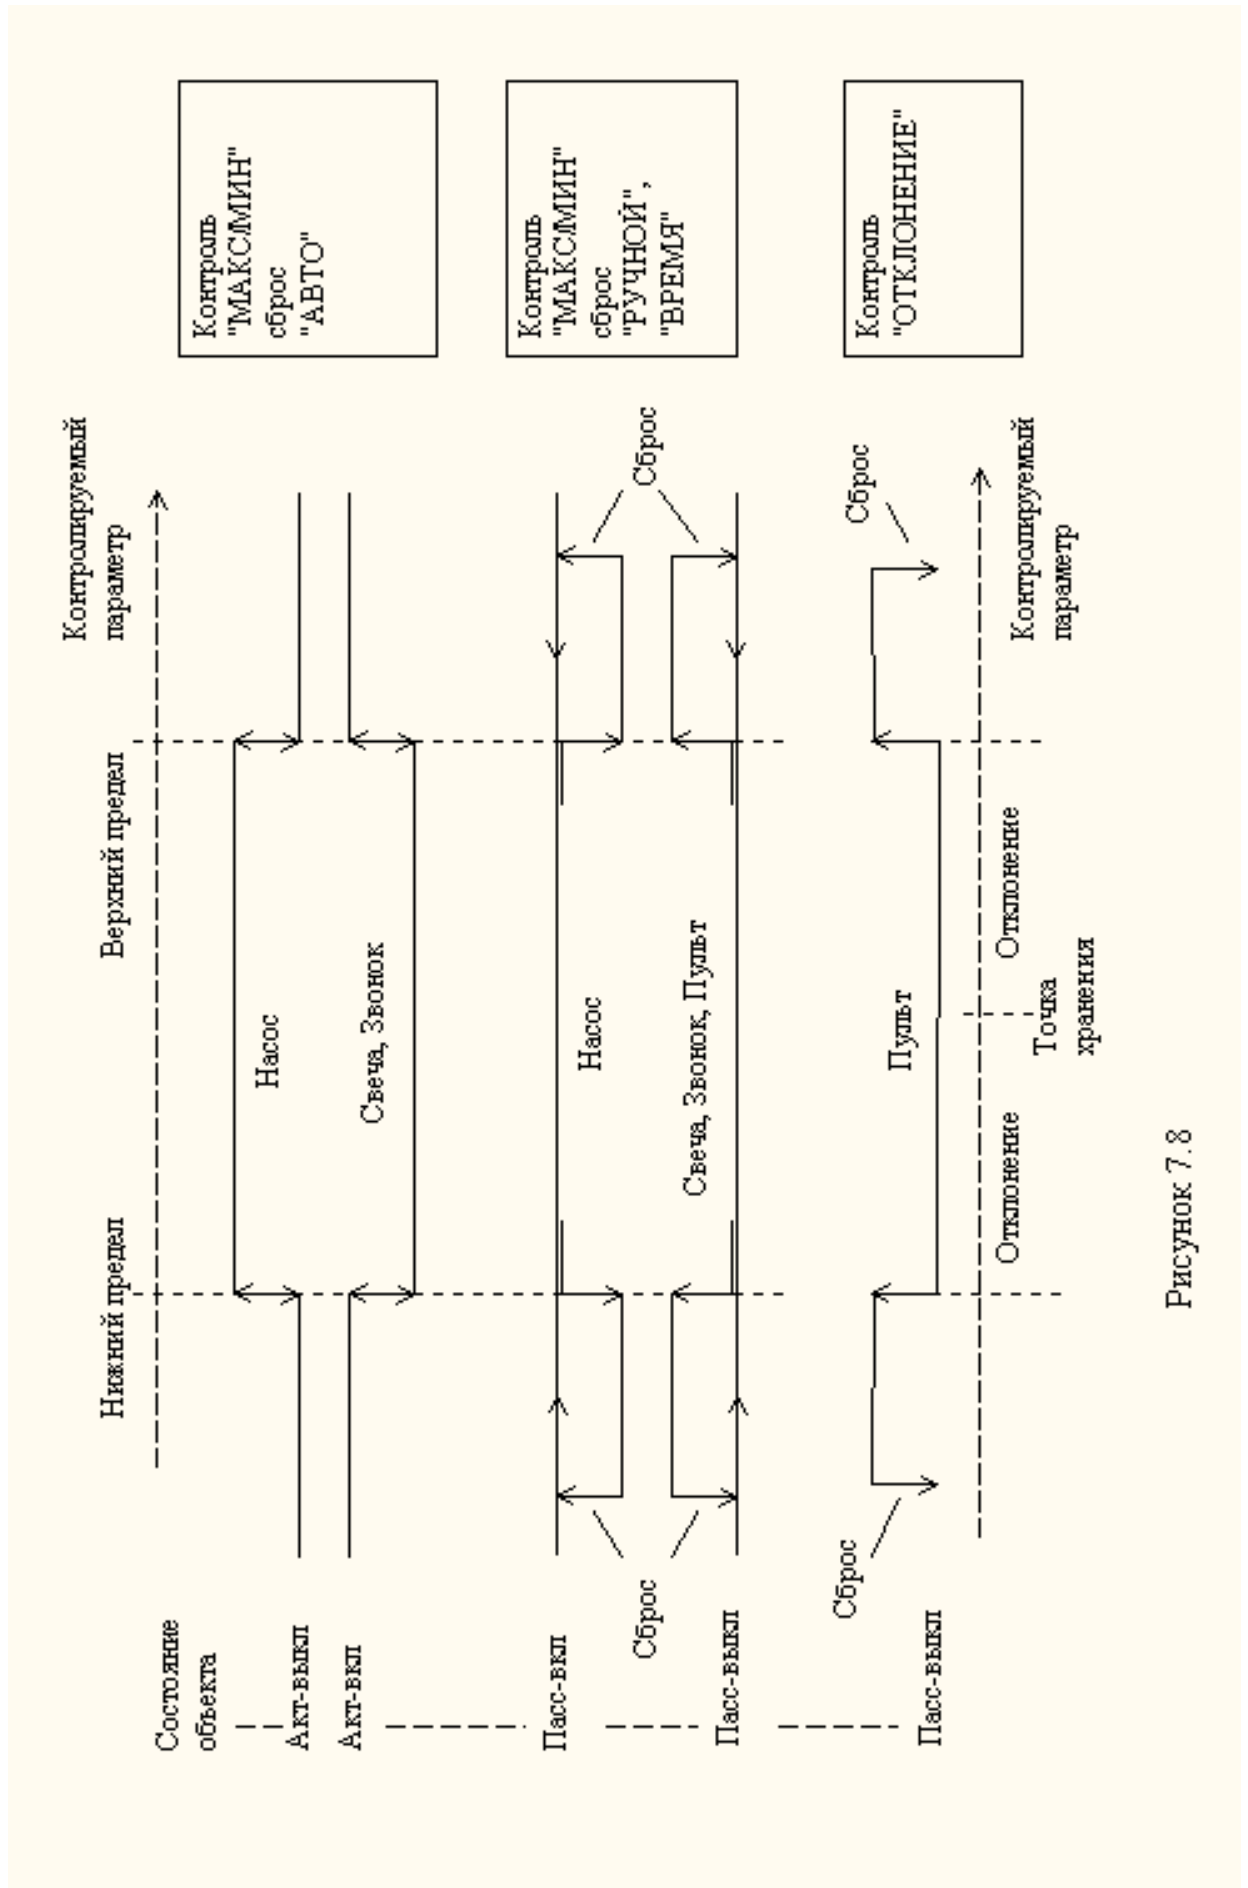 Контролируемый
параметр
Верхний предел
Нижний предел
Состояние
объекта
Акт-выкл
Акт-вкл
Насос
Свеча, Звонок
Контроль
"МАКС/МИН"
сброс
"АВТО"
Пасс-вкл
Сброс
Пасс-выкл
Насос
Свеча, Звонок, Пульт
Сброс
Контроль
"МАКС/МИН"
сброс
"РУЧНОЙ",
"ВРЕМЯ"
Сброс
Пасс-выкл
Пульт
Сброс
Контроль
"ОТКЛОНЕНИЕ"
Отклонение
Точка
хранения
Отклонение
Контролируемый
параметр
Рисунок 7.8